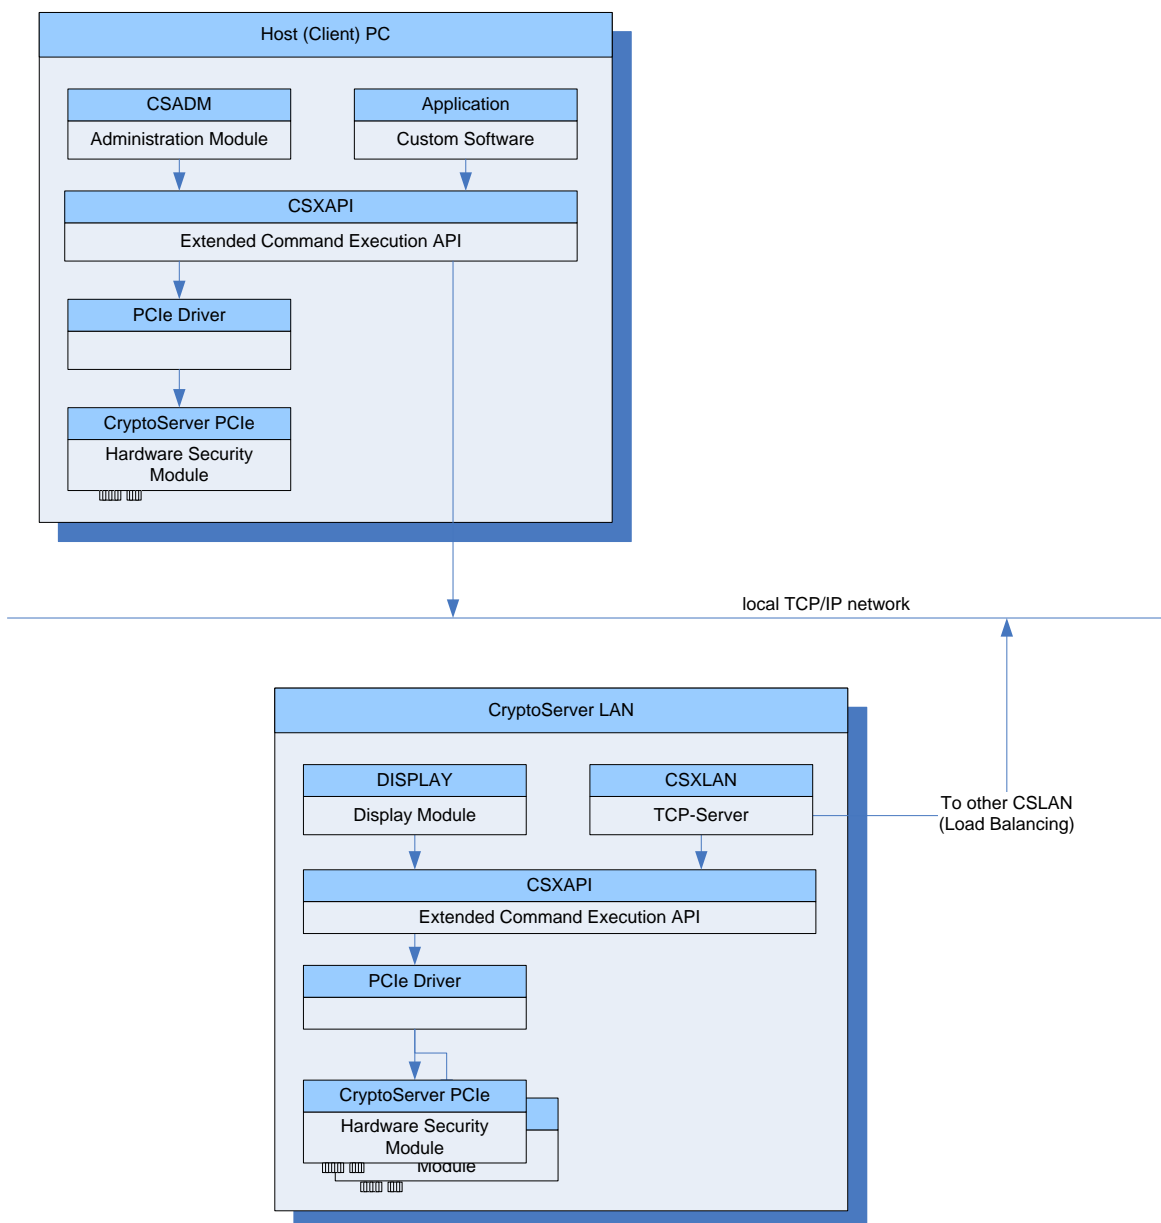 Host (Client) PC
CSADM
Administration Module
Application
Custom Software
CSXAPI
Extended Command Execution API
PCIe Driver
CryptoServer PCIe
Hardware Security
Module
local TCP/IP network
CryptoServer LAN
DISPLAY
Display Module
CSXLAN
TCP-Server
To other CSLAN
(Load Balancing)
CSXAPI
Extended Command Execution API
PCIe Driver
CryptoServer PCIe
Hardware Security
Module
Module